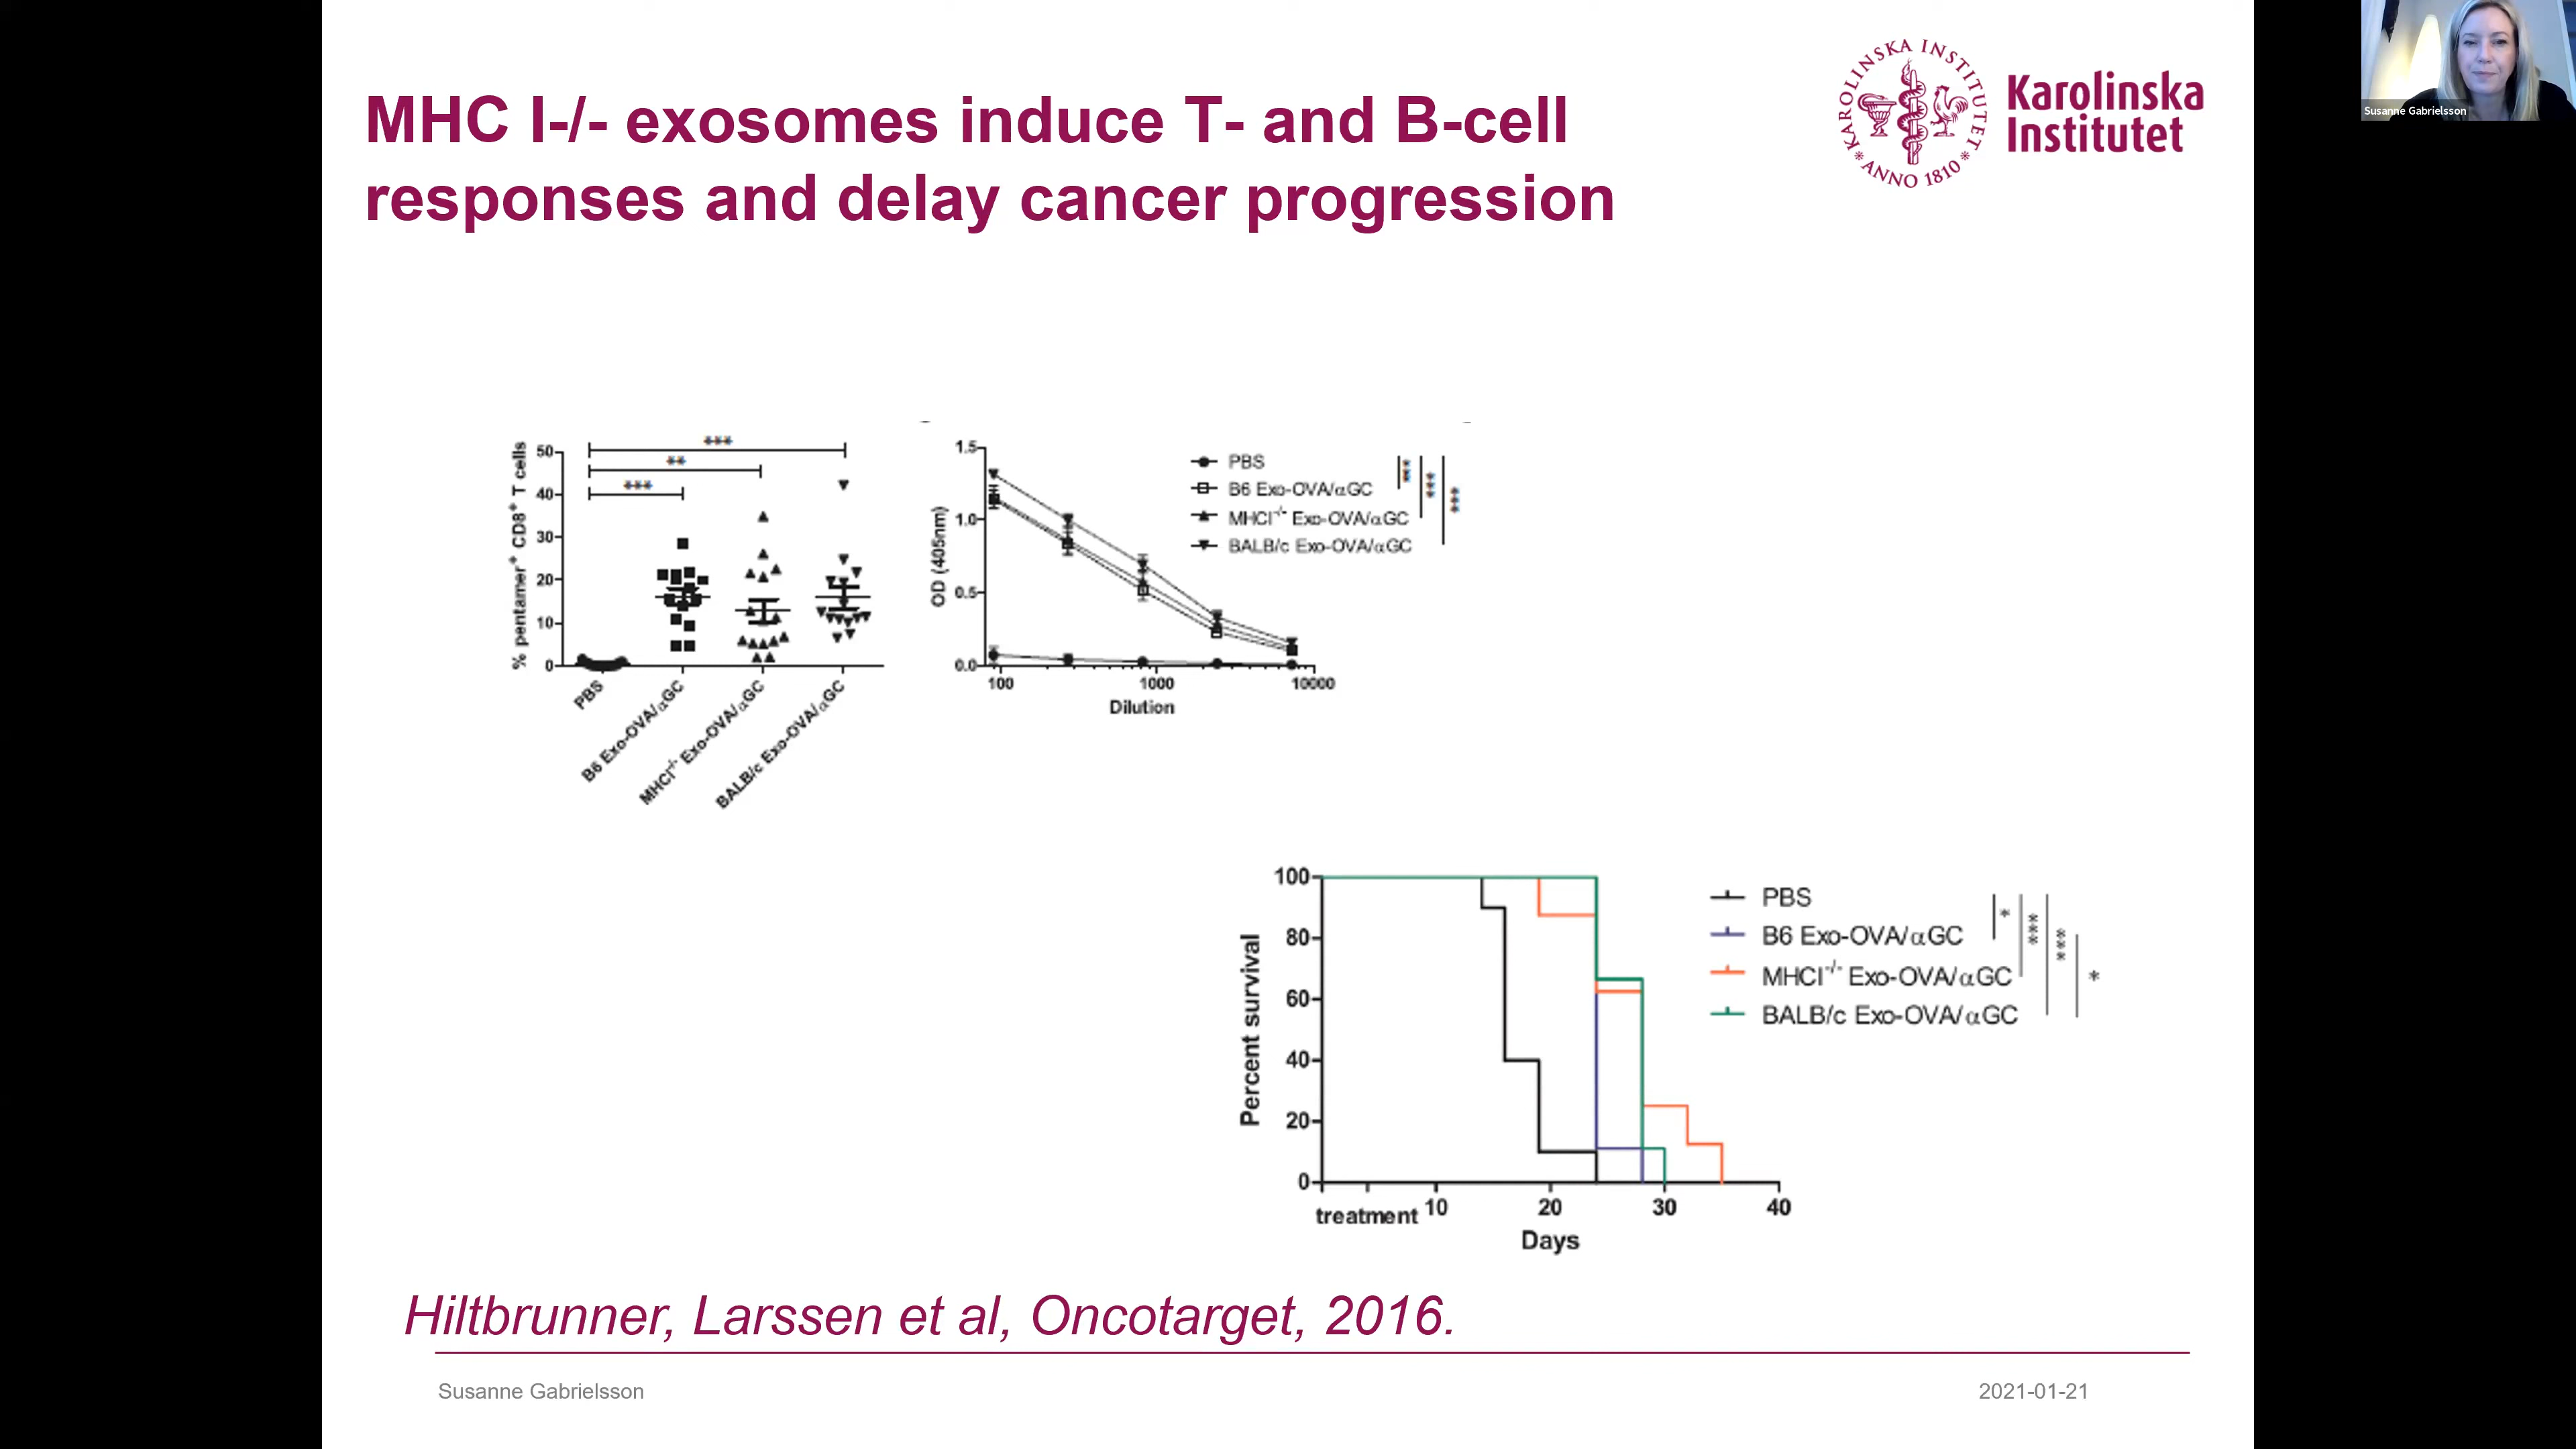 MHC I-/- exosomes induce T- and B-cell
responses and delay cancer progression
KAROLINSKA INSTITUTET
* ANNO 1810 *
Karolinska
Institutet
Susanne Gabrielsson
% pentamer+ CD8+ T cells
50
40
30
20
10
0
***
**
***
PBS
B6 Exo-OVA/αGC
MHCI-/- Exo-OVA/αGC
BALB/c Exo-OVA/αGC
OD (405nm)
1.5
1.0
0.5
0.0
100
1000
10000
Dilution
PBS
B6 Exo-OVA/αGC
MHCI-/- Exo-OVA/αGC
BALB/c Exo-OVA/αGC
***
***
***
Percent survival
100
80
60
40
20
0
treatment
10
20
30
40
Days
PBS
B6 Exo-OVA/αGC
MHCI-/- Exo-OVA/αGC
BALB/c Exo-OVA/αGC
*
***
***
*
Hiltbrunner, Larssen et al, Oncotarget, 2016.
Susanne Gabrielsson
2021-01-21